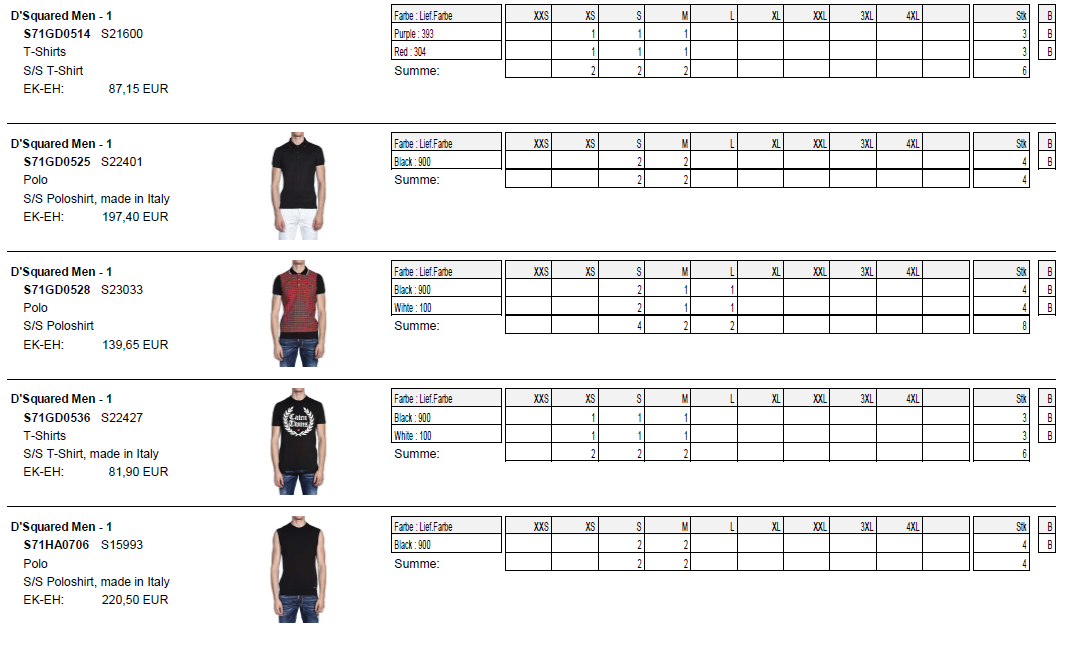 D'Squared Men - 1
S71GD0514 S21600
T-Shirts
S/S T-Shirt
EK-EH: 87,15 EUR
Farbe : Lief.Farbe XXS XS S M L XL XXL 3XL 4XL Stk B
Purple : 393 1 1 1 3 B
Red : 304 1 1 1 3 B
Summe: 2 2 2 6
D'Squared Men - 1
S71GD0525 S22401
Polo
S/S Poloshirt, made in Italy
EK-EH: 197,40 EUR
Farbe : Lief.Farbe XXS XS S M L XL XXL 3XL 4XL Stk B
Black : 900 2 2 4 B
Summe: 2 2 4
D'Squared Men - 1
S71GD0528 S23033
Polo
S/S Poloshirt
EK-EH: 139,65 EUR
Farbe : Lief.Farbe XXS XS S M L XL XXL 3XL 4XL Stk B
Black : 900 2 1 1 4 B
White : 100 2 1 1 4 B
Summe: 4 2 2 8
D'Squared Men - 1
S71GD0536 S22427
T-Shirts
S/S T-Shirt, made in Italy
EK-EH: 81,90 EUR
Caten
Twins
Farbe : Lief.Farbe XXS XS S M L XL XXL 3XL 4XL Stk B
Black : 900 1 1 1 3 B
White : 100 1 1 1 3 B
Summe: 2 2 2 6
D'Squared Men - 1
S71HA0706 S15993
Polo
S/S Poloshirt, made in Italy
EK-EH: 220,50 EUR
Farbe : Lief.Farbe XXS XS S M L XL XXL 3XL 4XL Stk B
Black : 900 2 2 4 B
Summe: 2 2 4